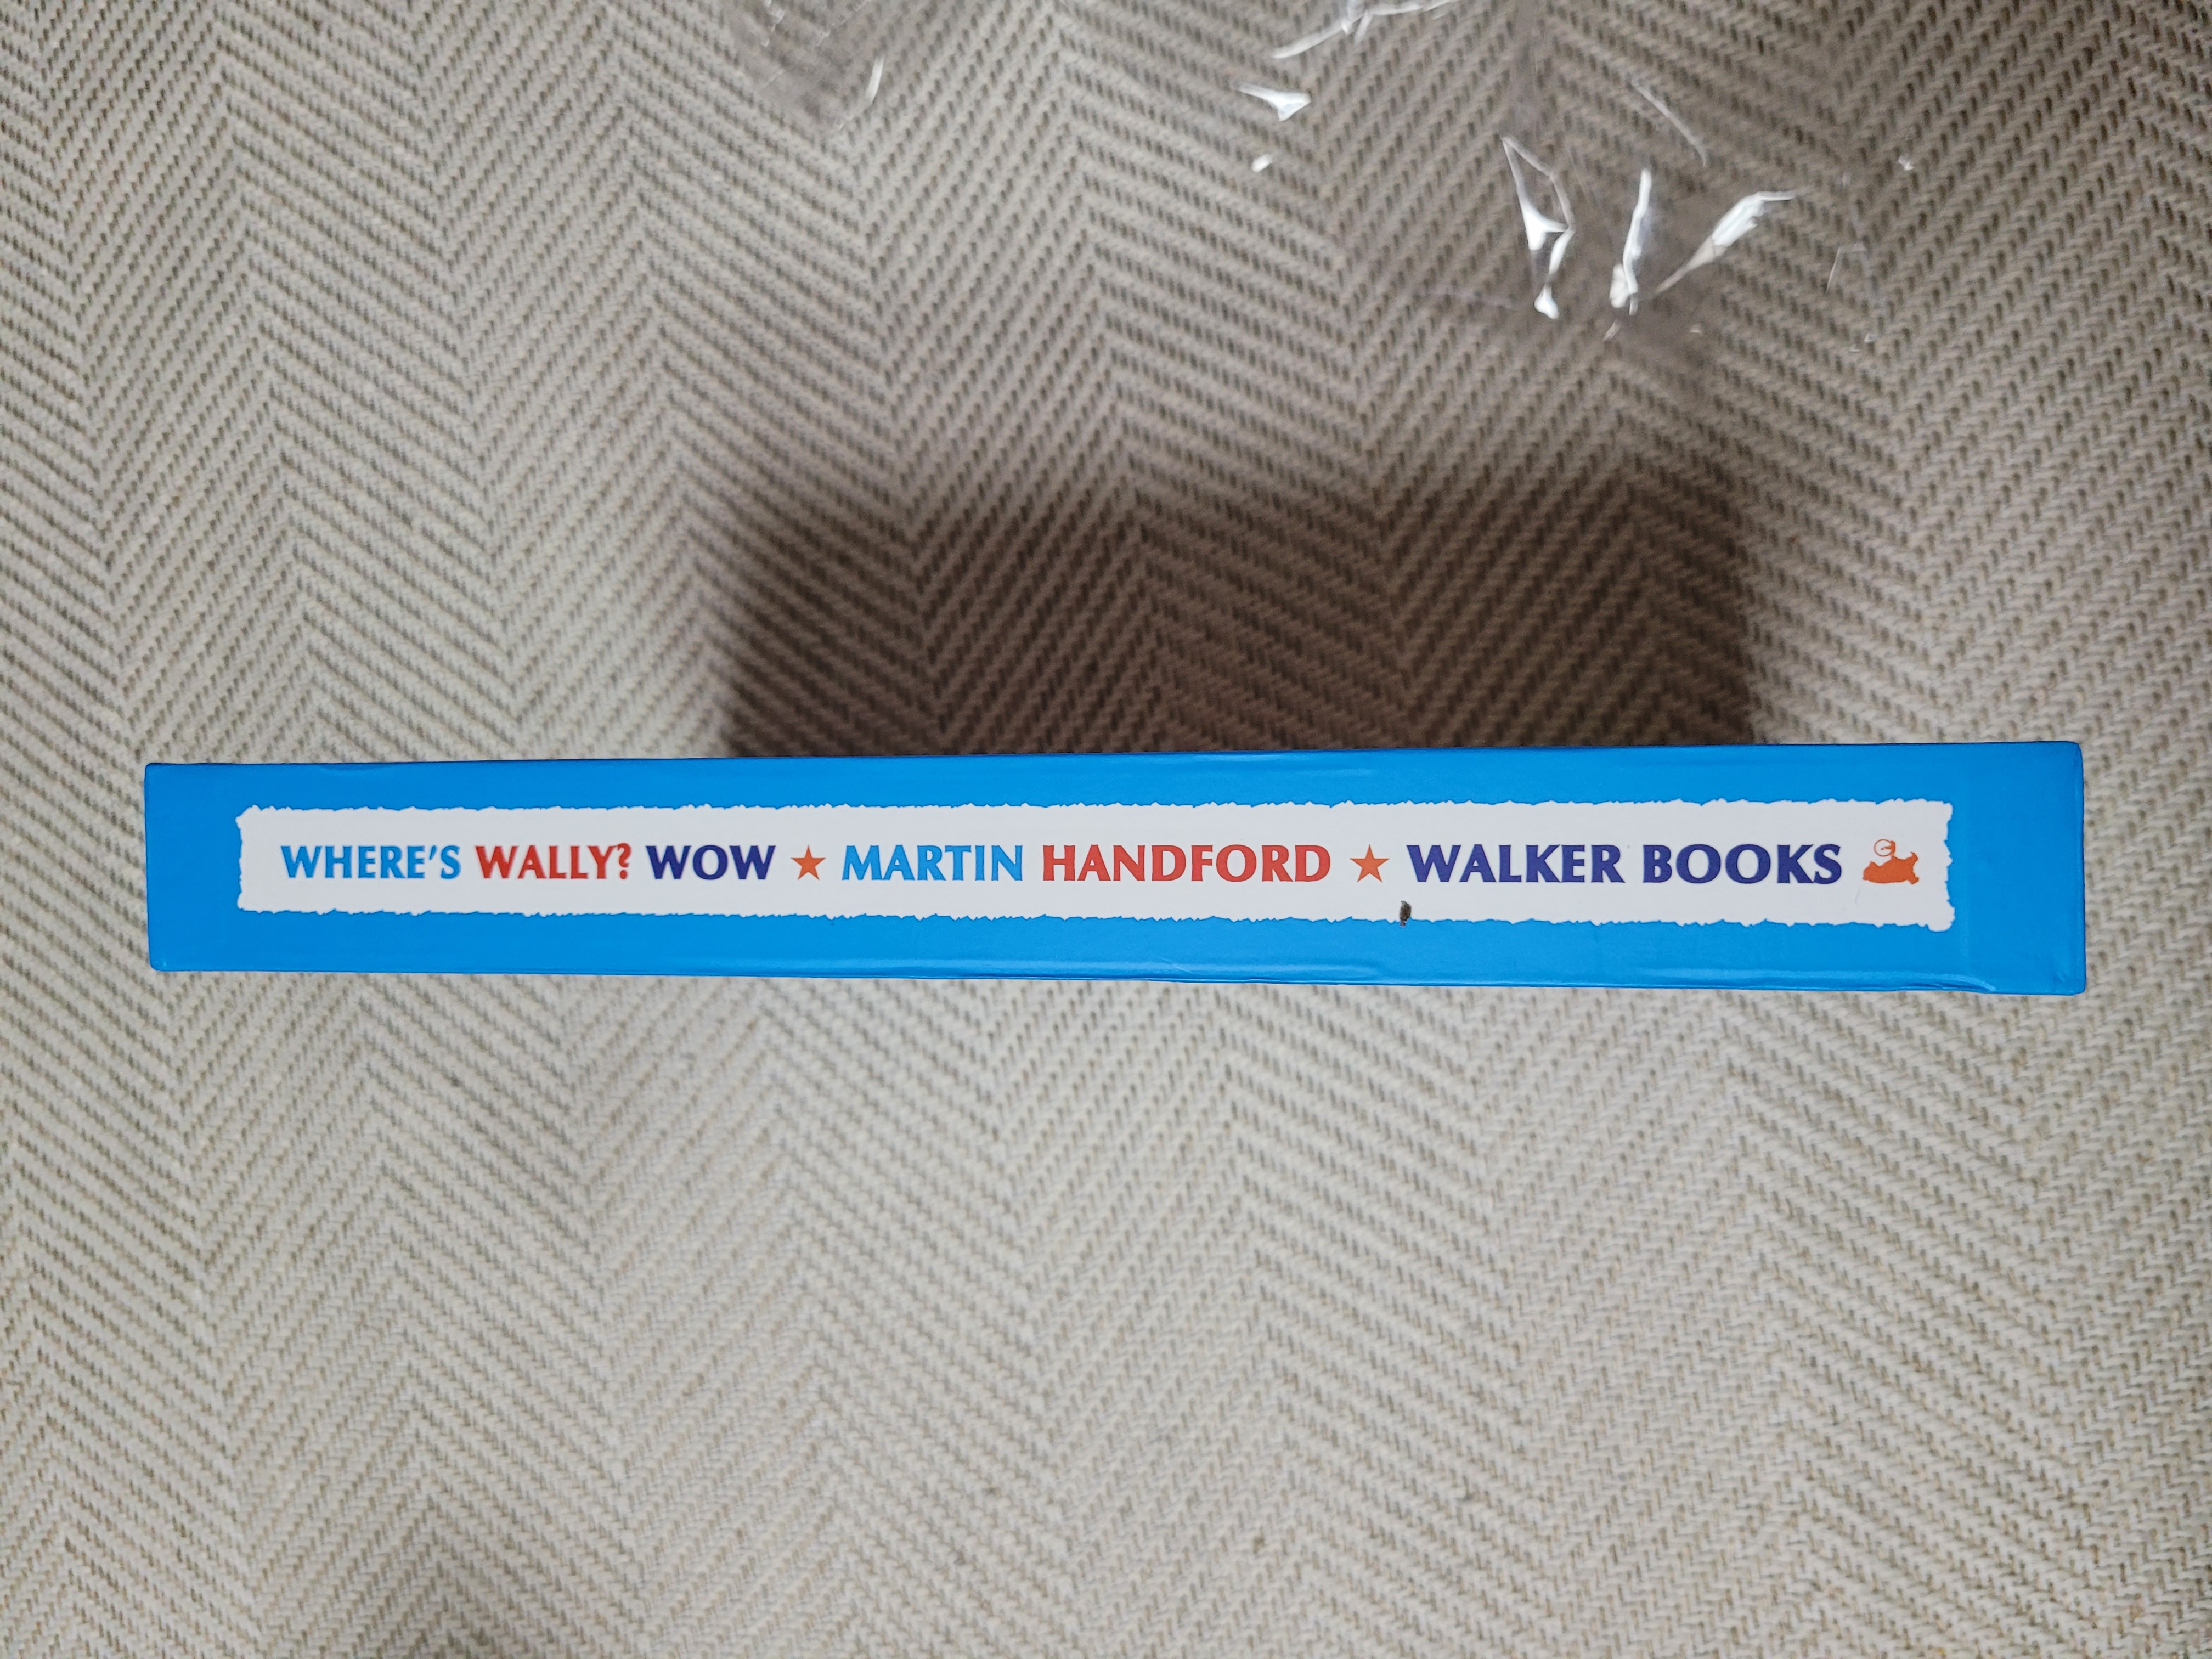 WHERE'S WALLY? WOW ★ MARTIN HANDFORD ★ WALKER BOOKS